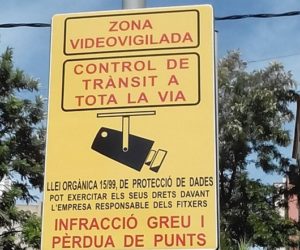 ZONA
VIDEOVIGILADA
CONTROL DE
TRÀNSIT A
TOTA LA VIA
LLEI ORGÀNICA 15/99, DE PROTECCIÓ DE DADES
POT EXERCITAR ELS SEUS DRETS DAVANT
L'EMPRESA RESPONSABLE DELS FITXERS
INFRACCIÓ GREU I
PÈRDUA DE PUNTS